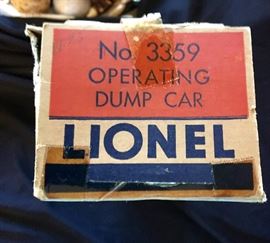 No. 3359
OPERATING
DUMP CAR
LIONEL